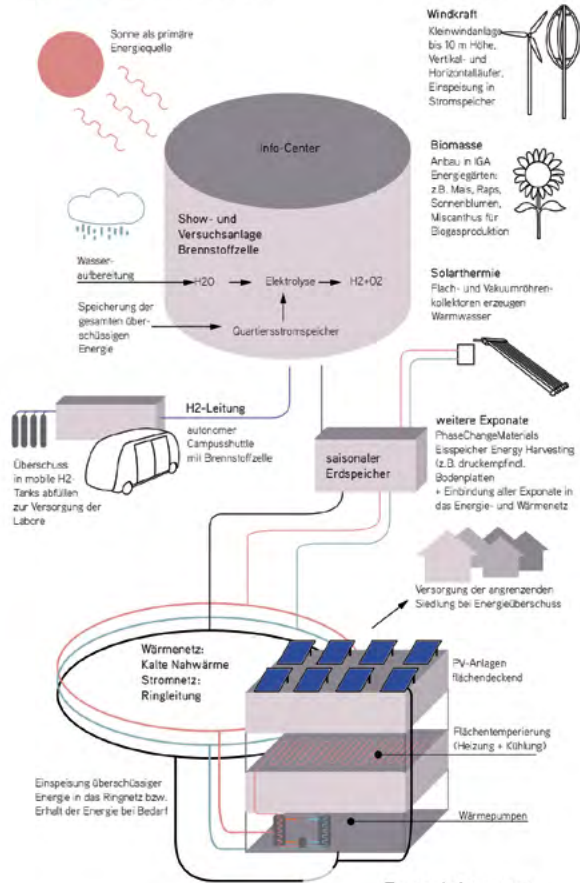 Sonne als primäre
Energiequelle
Windkraft
Kleinwindanlage
bis 10 m Höhe,
Vertikal- und
Horizontalläufer,
Einspeisung in
Stromspeicher
Info-Center
Biomasse
Anbau in IGA
Energiegärten:
z.B. Mais, Raps,
Sonnenblumen,
Miscanthus für
Biogasproduktion
Show- und
Versuchsanlage
Brennstoffzelle
Wasser-
aufbereitung
H2O
Elektrolyse
H2+O2
Speicherung der
gesamten über-
schüssigen
Energie
Quartiersstromspeicher
Solarthermie
Flach- und Vakuumröhren-
kollektoren erzeugen
Warmwasser
H2-Leitung
autonomer
Campusshuttle
mit Brennstoffzelle
Überschuss
in mobile H2-
Tanks abfüllen
zur Versorgung der
Labore
saisonaler
Erdspeicher
weitere Exponate
PhaseChangeMaterials
Eisspeicher Energy Harvesting
(z.B. druckempfindl.
Bodenplatten
+ Einbindung aller Exponate in
das Energie- und Wärmenetz
Versorgung der angrenzenden
Siedlung bei Energieüberschuss
Wärmenetz:
Kalte Nahwärme
Stromnetz:
Ringleitung
PV-Anlagen
flächendeckend
Flächentemperierung
(Heizung + Kühlung)
Einspeisung überschüssiger
Energie in das Ringnetz bzw.
Erhalt der Energie bei Bedarf
Wärmepumpen